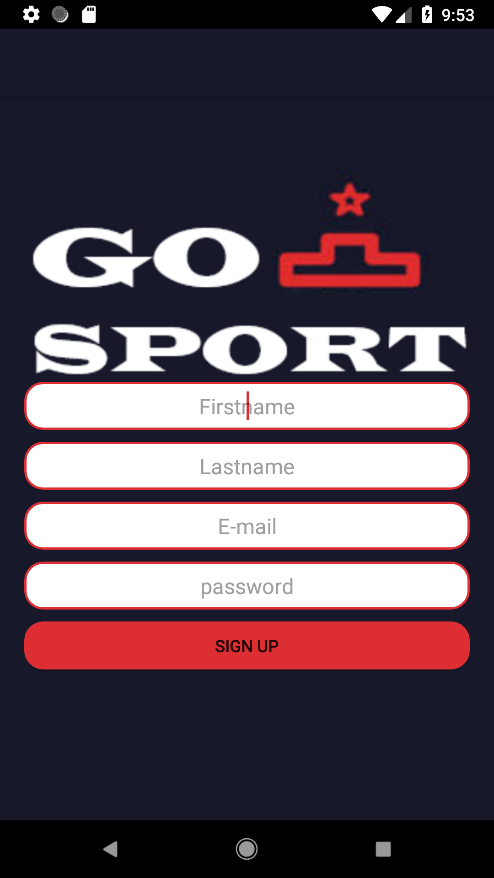 9:53
GO
SPORT
Firstname
Lastname
E-mail
password
SIGN UP